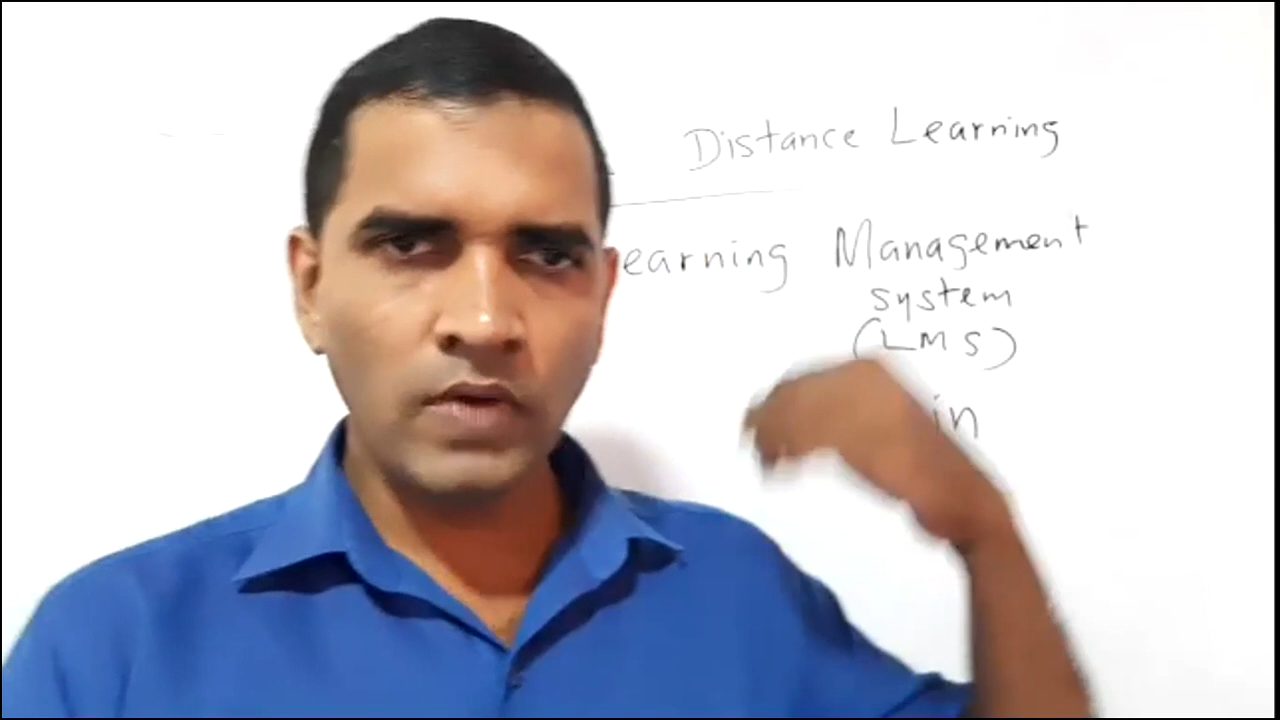 Distance Learning
earning Management
system
(LMS)
in